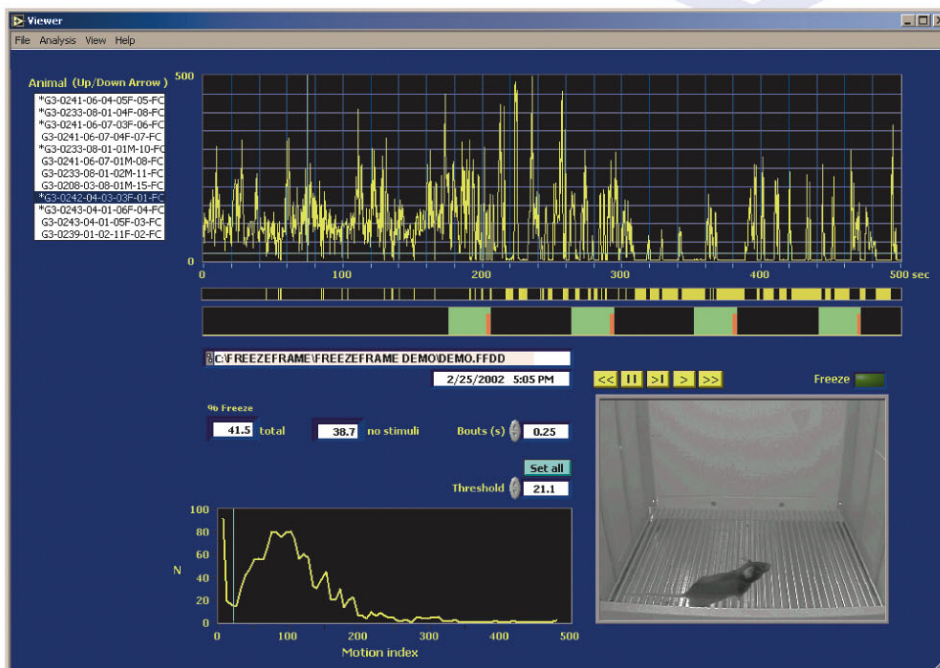 Viewer
File Analysis View Help
Animal (Up/Down Arrow )
*G3-0241-06-04-05F-05-FC
*G3-0233-08-01-04F-08-FC
*G3-0241-06-07-03F-06-FC
G3-0241-06-07-04F-07-FC
*G3-0233-08-01-01M-10-FC
G3-0241-06-07-01M-08-FC
G3-0233-08-01-02M-11-FC
G3-0208-03-08-01M-15-FC
*G3-0242-04-03-03F-01-FC
*G3-0243-04-01-06F-04-FC
G3-0243-04-01-05F-03-FC
G3-0239-01-02-11F-02-FC
500
0
0 100 200 300 400 500 sec
C:\FREEZEFRAME\FREEZEFRAME DEMO\DEMO.FFDD
2/25/2002 5:05 PM
<< II >I > >>
Freeze
% Freeze
41.5 total 38.7 no stimuli Bouts (s) 0.25
Set all
Threshold 21.1
100
80
60
N
40
20
0
0 100 200 300 400 500
Motion index